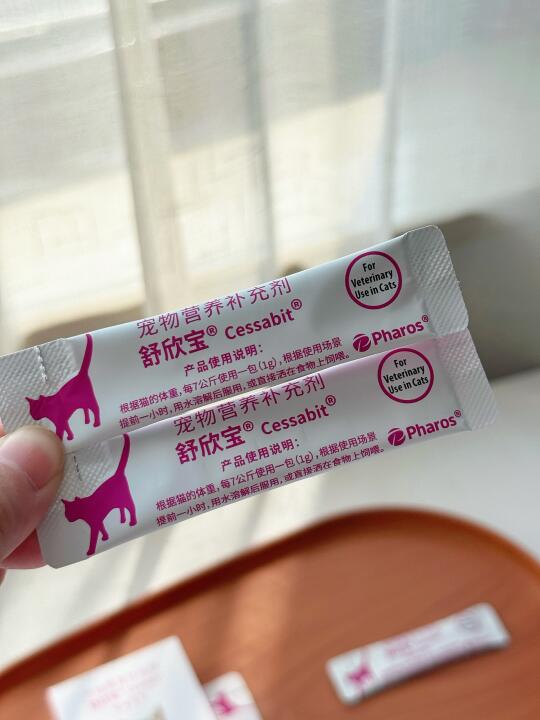 宠物营养补充剂
舒欣宝® Cessabit®
产品使用说明：
根据猫的体重，每7公斤使用一包(1g)，根据使用场景
提前一小时，用水溶解后服用，或直接洒在食物上饲喂。
For
Veterinary
Use in Cats
Pharos®
宠物营养补充剂
舒欣宝® Cessabit®
产品使用说明：
根据猫的体重，每7公斤使用一包(1g)，根据使用场景
提前一小时，用水溶解后服用，或直接洒在食物上饲喂。
For
Veterinary
Use in Cats
Pharos®